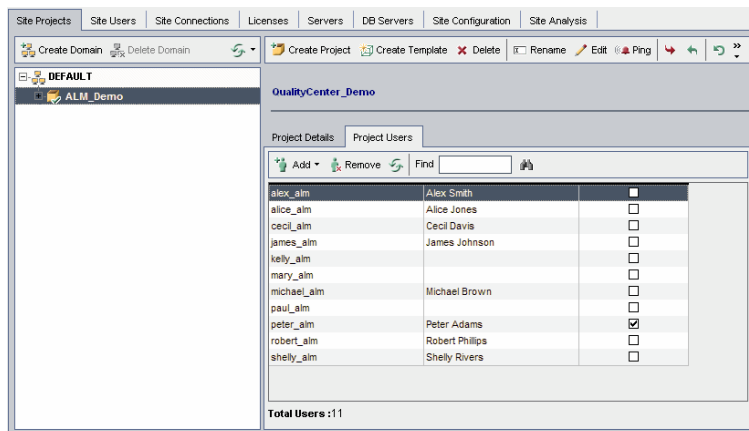 Site Projects Site Users Site Connections Licenses Servers DB Servers Site Configuration Site Analysis
Create Domain Delete Domain Create Project Create Template Delete Rename Edit Ping
DEFAULT
ALM_Demo
QualityCenter_Demo
Project Details Project Users
Add Remove Find
alex_alm Alex Smith
alice_alm Alice Jones
cecil_alm Cecil Davis
james_alm James Johnson
kelly_alm
mary_alm
michael_alm Michael Brown
paul_alm
peter_alm Peter Adams
robert_alm Robert Phillips
shelly_alm Shelly Rivers
Total Users :11